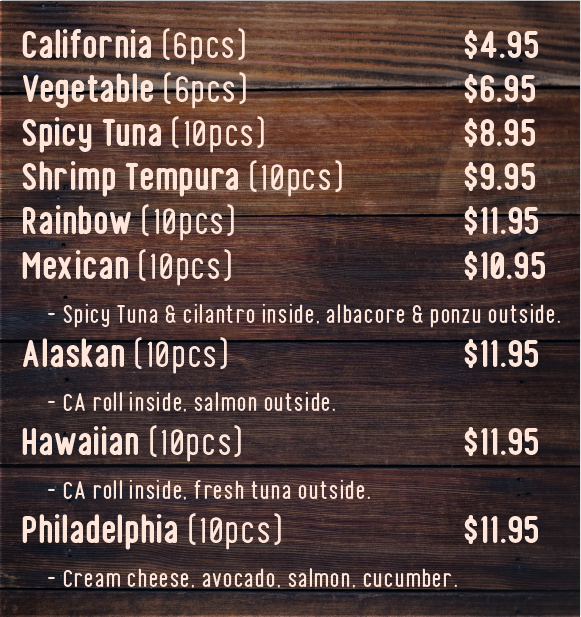 California (6pcs) $4.95
Vegetable (6pcs) $6.95
Spicy Tuna (10pcs) $8.95
Shrimp Tempura (10pcs) $9.95
Rainbow (10pcs) $11.95
Mexican (10pcs) $10.95
- Spicy Tuna & cilantro inside, albacore & ponzu outside.
Alaskan (10pcs) $11.95
- CA roll inside, salmon outside.
Hawaiian (10pcs) $11.95
- CA roll inside, fresh tuna outside.
Philadelphia (10pcs) $11.95
- Cream cheese, avocado, salmon, cucumber.